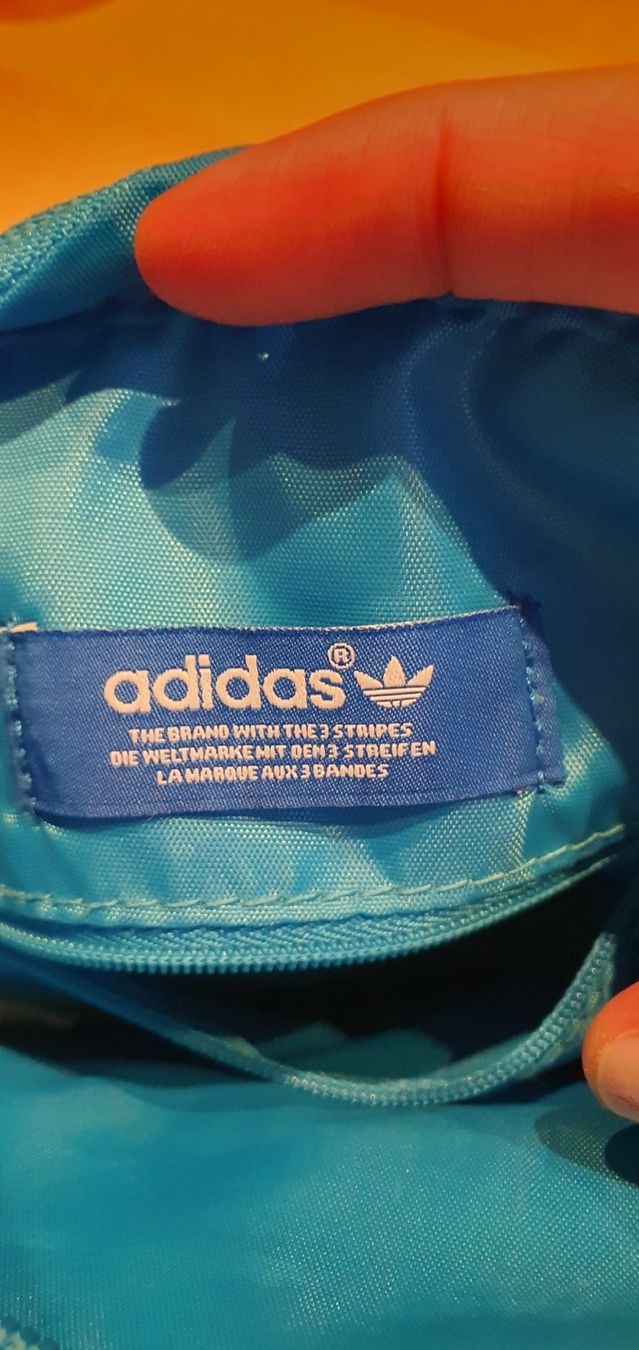 adidas®
THE BRAND WITH THE 3 STRIPES
DIE WELTMARKE MIT DEN 3 STREIFEN
LA MARQUE AUX 3 BANDES